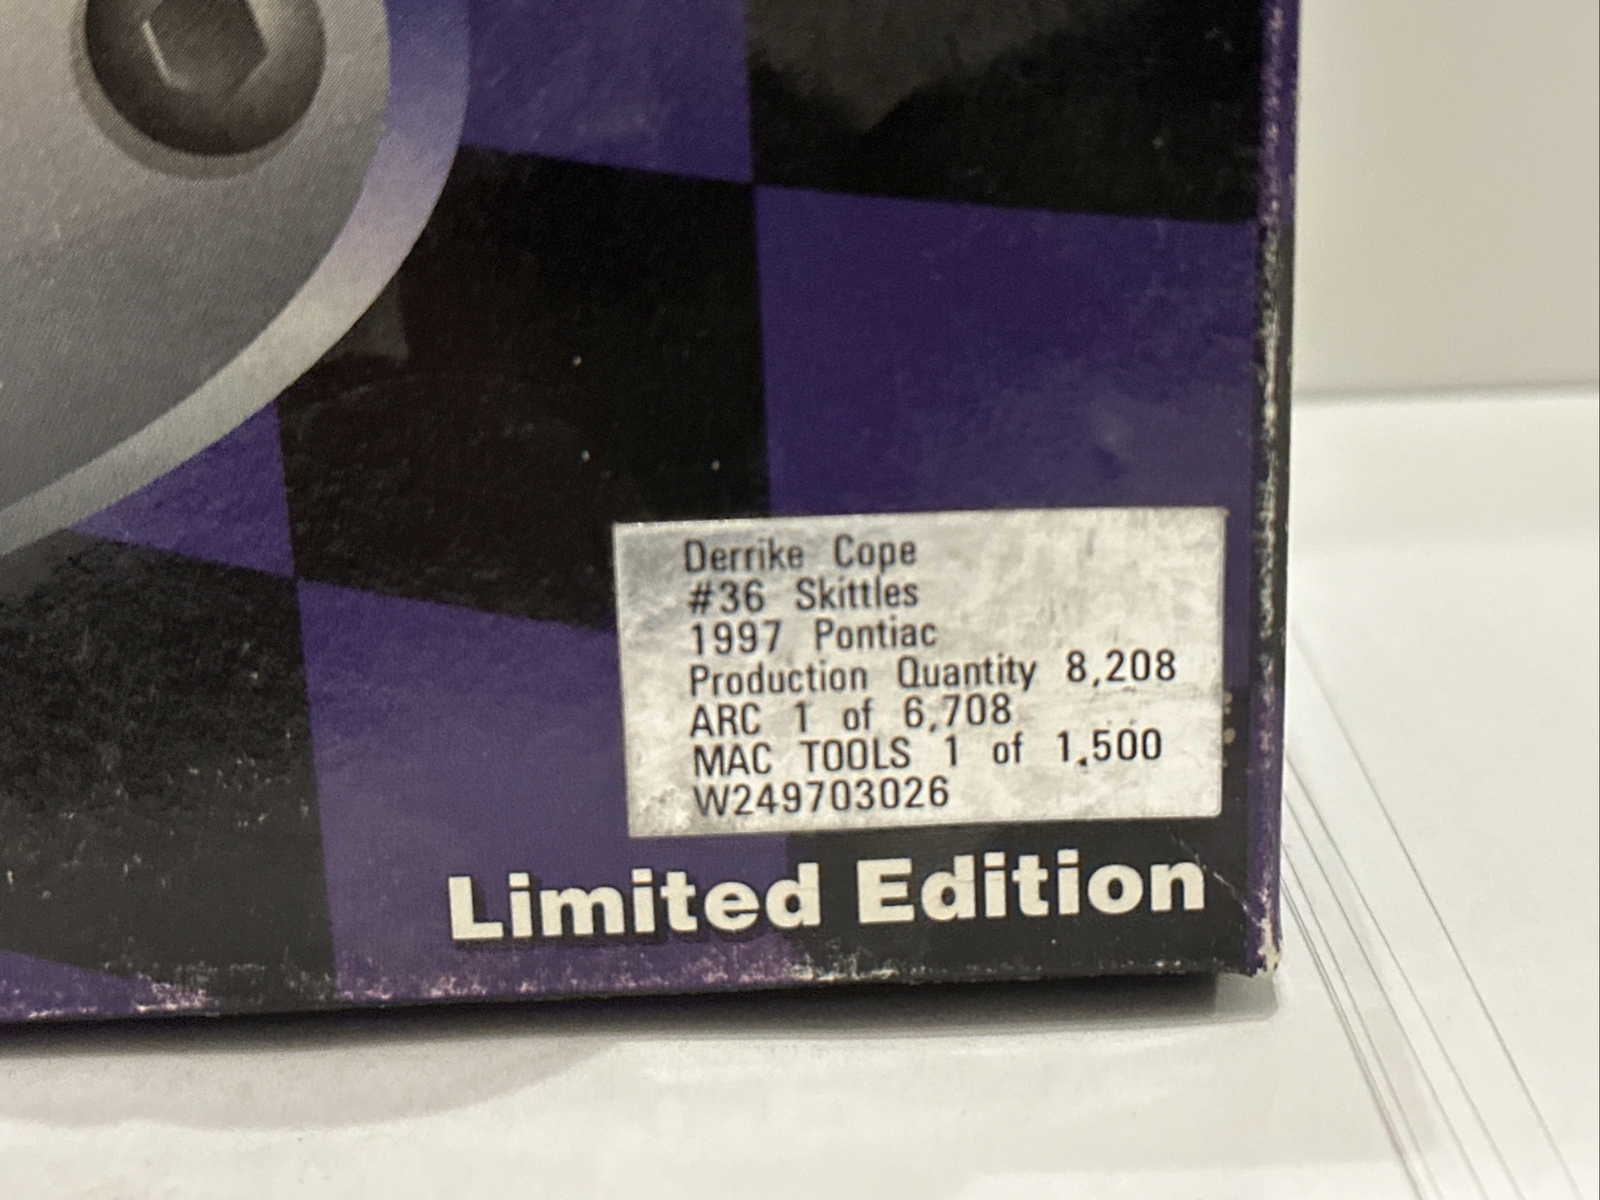 Derrike Cope
#36 Skittles
1997 Pontiac
Production Quantity 8,208
ARC 1 of 6,708
MAC TOOLS 1 of 1,500
W249703026
Limited Edition